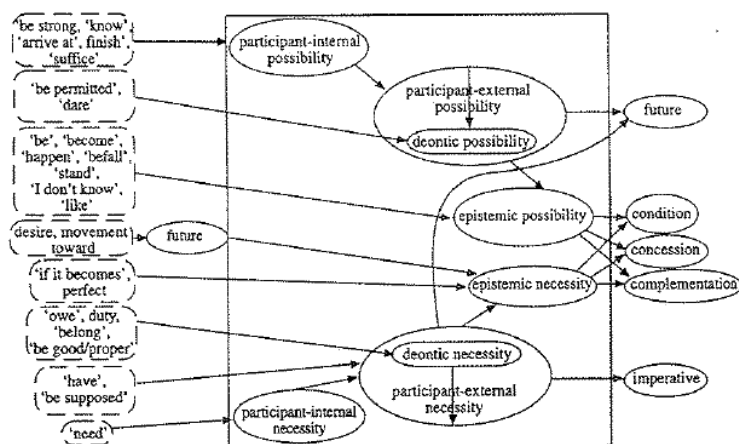 'be strong, 'know'
'arrive at', finish',
'suffice'
participant-internal
possibility
'be permitted',
'dare'
participant-external
possibility
deontic possibility
future
'be', 'become',
'happen', 'befall',
'stand',
'I don't know',
'like'
epistemic possibility
condition
desire, movement
toward
future
concession
'if it becomes',
perfect
epistemic necessity
complementation
'owe', duty,
'belong',
'be good/proper'
deontic necessity
'have',
'be supposed'
participant-external
necessity
imperative
'need'
participant-internal
necessity